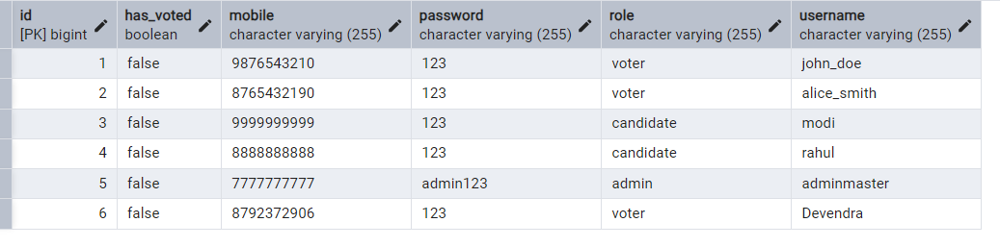 id has_voted mobile password role username
[PK] bigint boolean character varying (255) character varying (255) character varying (255) character varying (255)
1 false 9876543210 123 voter john_doe
2 false 8765432190 123 voter alice_smith
3 false 9999999999 123 candidate modi
4 false 8888888888 123 candidate rahul
5 false 7777777777 admin123 admin adminmaster
6 false 8792372906 123 voter Devendra